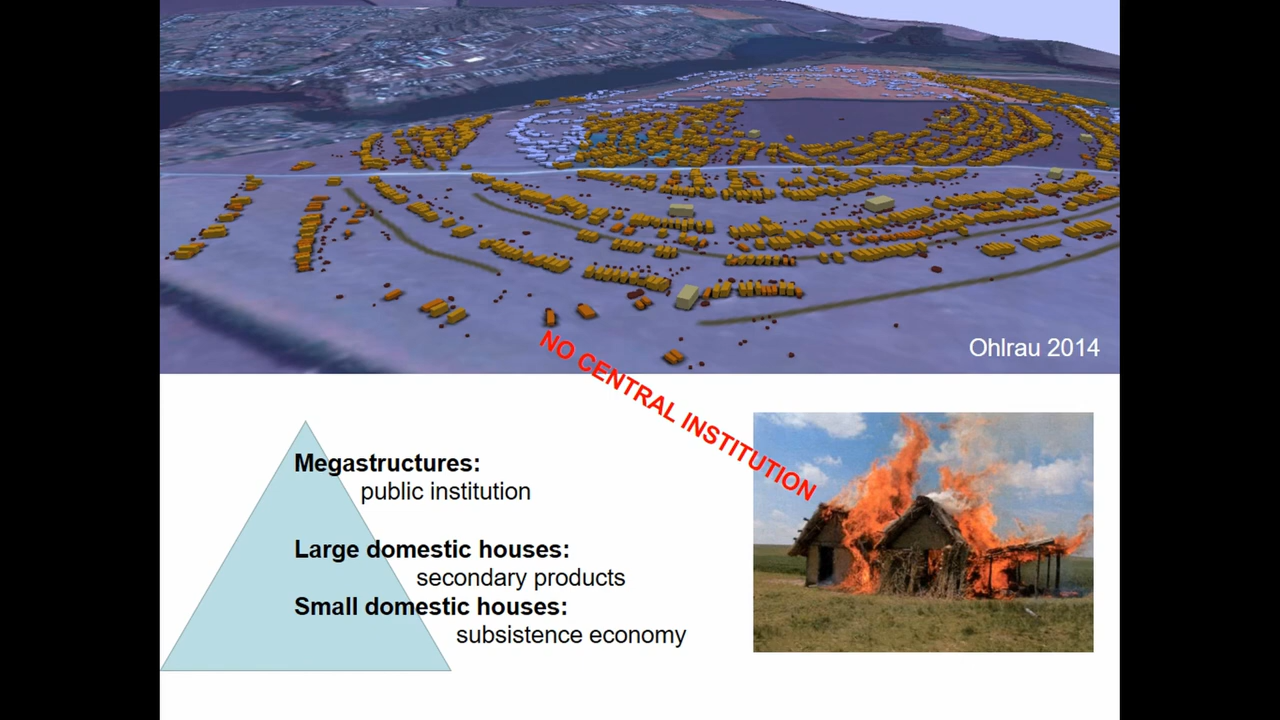 Ohlrau 2014
NO CENTRAL INSTITUTION
Megastructures:
public institution
Large domestic houses:
secondary products
Small domestic houses:
subsistence economy